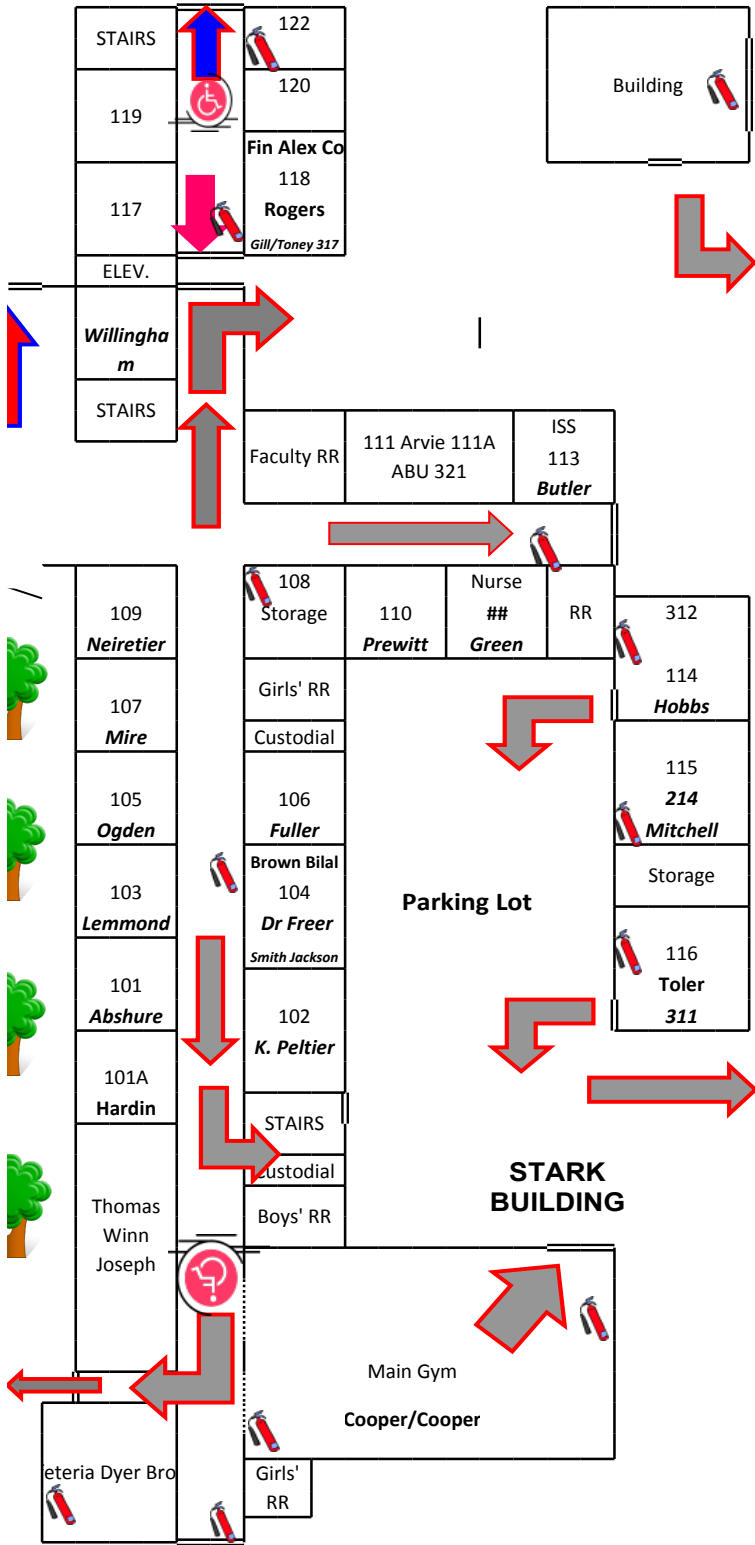 STAIRS
122
Building
119
120
Fin Alex Co
118
Rogers
Gill/Toney 317
117
ELEV.
Willingha
m
STAIRS
Faculty RR
111 Arvie 111A
ABU 321
ISS
113
Butler
109
Neiretier
108
Storage
110
Prewitt
Nurse
##
Green
RR
312
114
Hobbs
107
Mire
Girls' RR
Custodial
105
Ogden
106
Fuller
115
214
Mitchell
103
Lemmond
Brown Bilal
104
Dr Freer
Smith Jackson
Parking Lot
Storage
101
Abshure
102
K. Peltier
116
Toler
311
101A
Hardin
STAIRS
Custodial
Boys' RR
STARK
BUILDING
Thomas
Winn
Joseph
Main Gym
Cooper/Cooper
eteria Dyer Bro
Girls'
RR